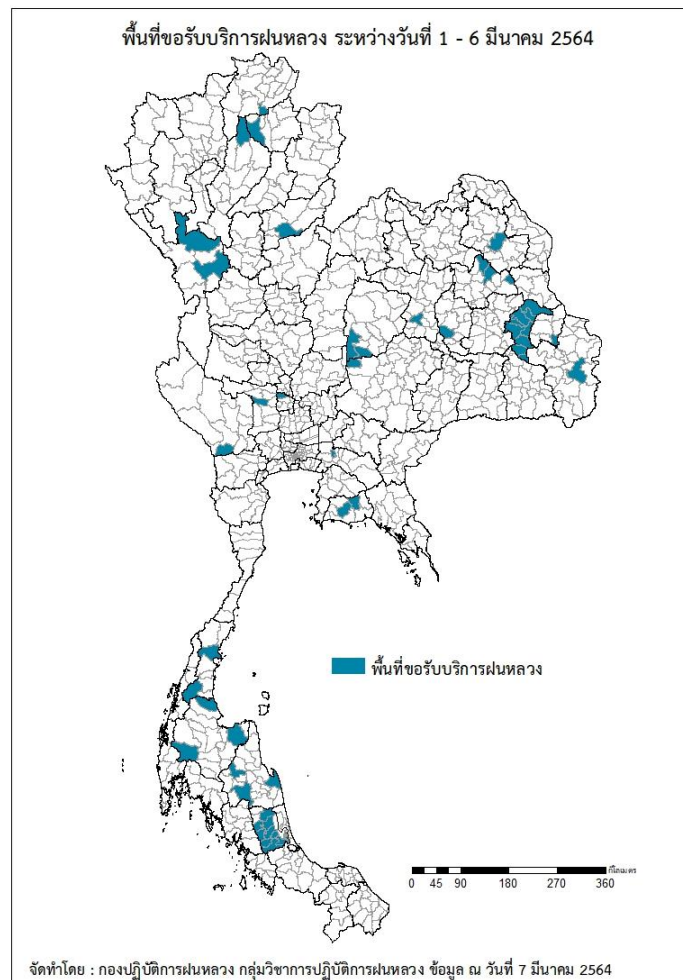 พื้นที่ขอรับบริการฝนหลวง ระหว่างวันที่ 1 - 6 มีนาคม 2564
พื้นที่ขอรับบริการฝนหลวง
กิโลเมตร
0 45 90 180 270 360
จัดทำโดย : กองปฏิบัติการฝนหลวง กลุ่มวิชาการปฏิบัติการฝนหลวง ข้อมูล ณ วันที่ 7 มีนาคม 2564